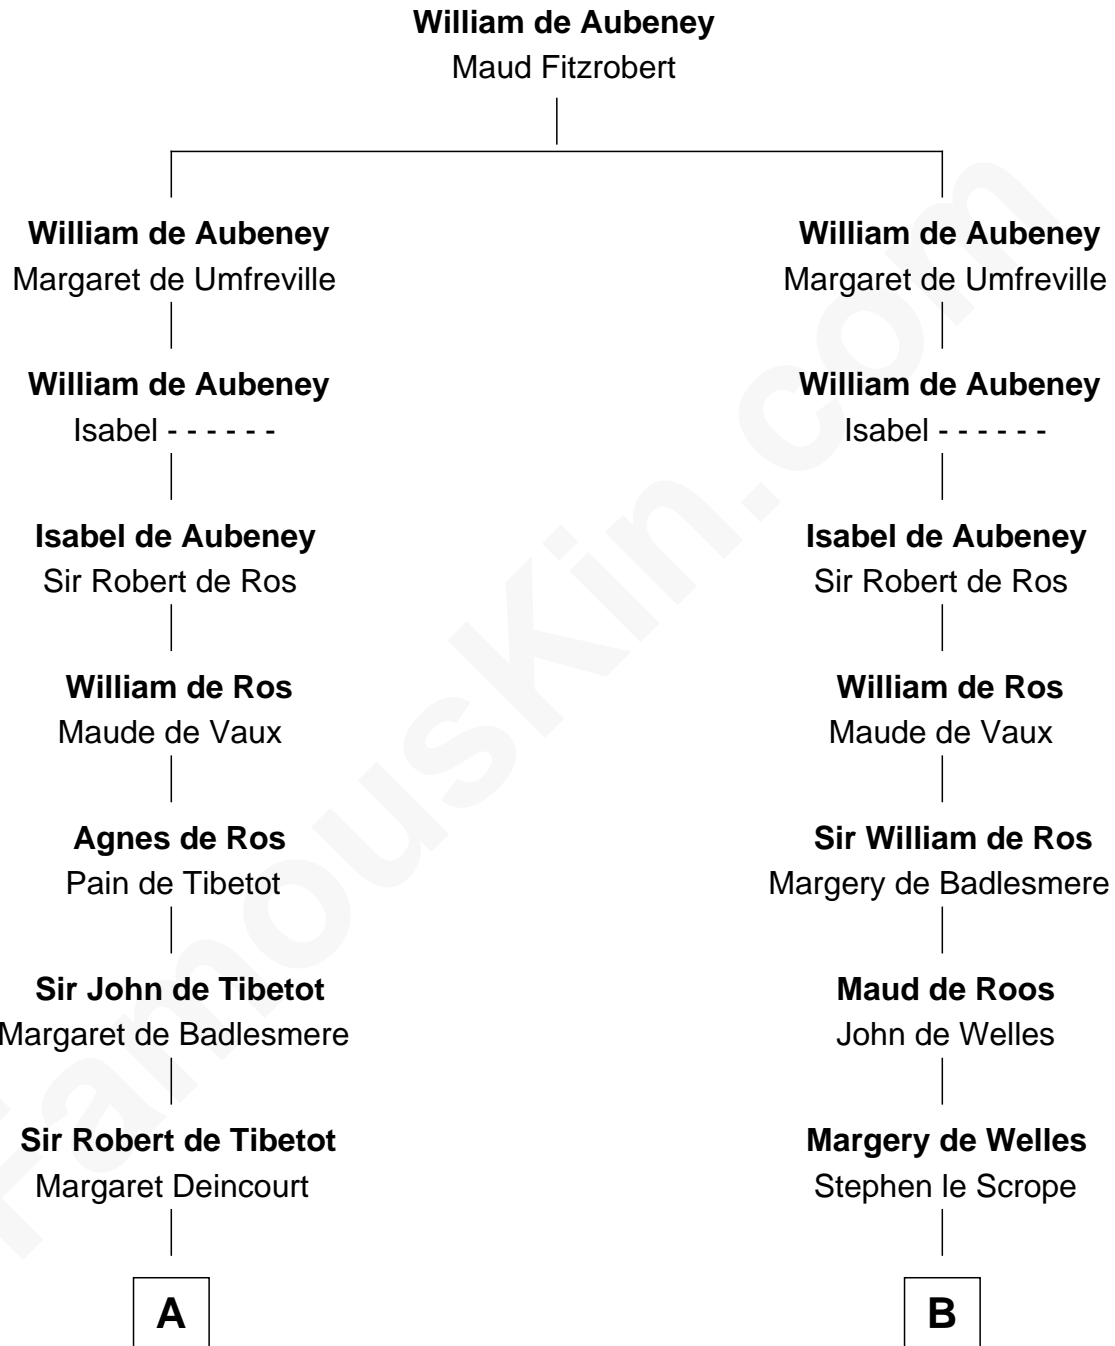 William de Aubeney
Maud Fitzrobert
William de Aubeney
Margaret de Umfreville
William de Aubeney
Isabel - - - - - -
Isabel de Aubeney
Sir Robert de Ros
William de Ros
Maude de Vaux
Agnes de Ros
Pain de Tibetot
Sir John de Tibetot
Margaret de Badlesmere
Sir Robert de Tibetot
Margaret Deincourt
A
William de Aubeney
Margaret de Umfreville
William de Aubeney
Isabel - - - - - -
Isabel de Aubeney
Sir Robert de Ros
William de Ros
Maude de Vaux
Sir William de Ros
Margery de Badlesmere
Maud de Roos
John de Welles
Margery de Welles
Stephen le Scrope
B
FamousKin.com